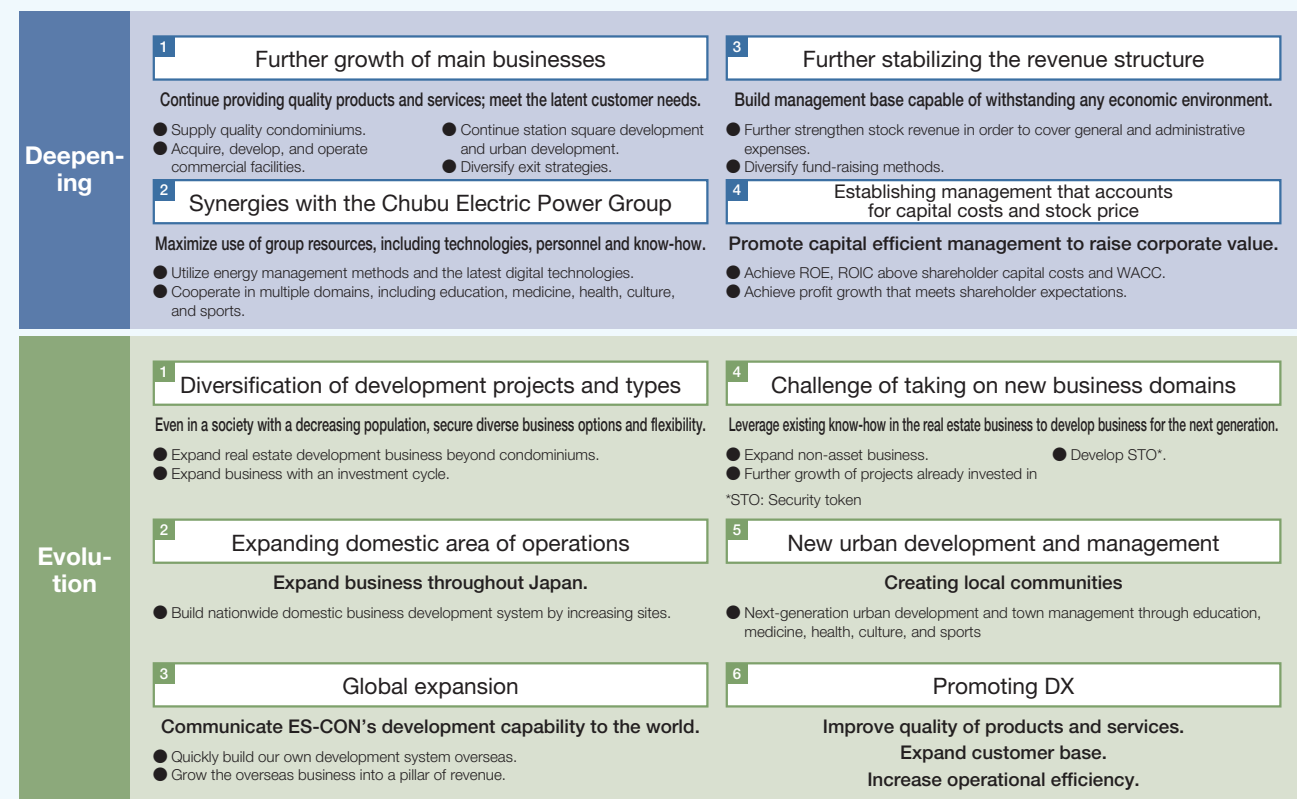 Deepen-
ing
1
Further growth of main businesses
Continue providing quality products and services; meet the latent customer needs.
● Supply quality condominiums.
● Acquire, develop, and operate
commercial facilities.
● Continue station square development
and urban development.
● Diversify exit strategies.
2
Synergies with the Chubu Electric Power Group
Maximize use of group resources, including technologies, personnel and know-how.
● Utilize energy management methods and the latest digital technologies.
● Cooperate in multiple domains, including education, medicine, health, culture,
and sports.
3
Further stabilizing the revenue structure
Build management base capable of withstanding any economic environment.
● Further strengthen stock revenue in order to cover general and administrative
expenses.
● Diversify fund-raising methods.
4
Establishing management that accounts
for capital costs and stock price
Promote capital efficient management to raise corporate value.
● Achieve ROE, ROIC above shareholder capital costs and WACC.
● Achieve profit growth that meets shareholder expectations.
Evolu-
tion
1
Diversification of development projects and types
Even in a society with a decreasing population, secure diverse business options and flexibility.
● Expand real estate development business beyond condominiums.
● Expand business with an investment cycle.
2
Expanding domestic area of operations
Expand business throughout Japan.
● Build nationwide domestic business development system by increasing sites.
3
Global expansion
Communicate ES-CON's development capability to the world.
● Quickly build our own development system overseas.
● Grow the overseas business into a pillar of revenue.
4
Challenge of taking on new business domains
Leverage existing know-how in the real estate business to develop business for the next generation.
● Expand non-asset business.
● Further growth of projects already invested in
● Develop STO*.
*STO: Security token
5
New urban development and management
Creating local communities
● Next-generation urban development and town management through education,
medicine, health, culture, and sports
6
Promoting DX
Improve quality of products and services.
Expand customer base.
Increase operational efficiency.